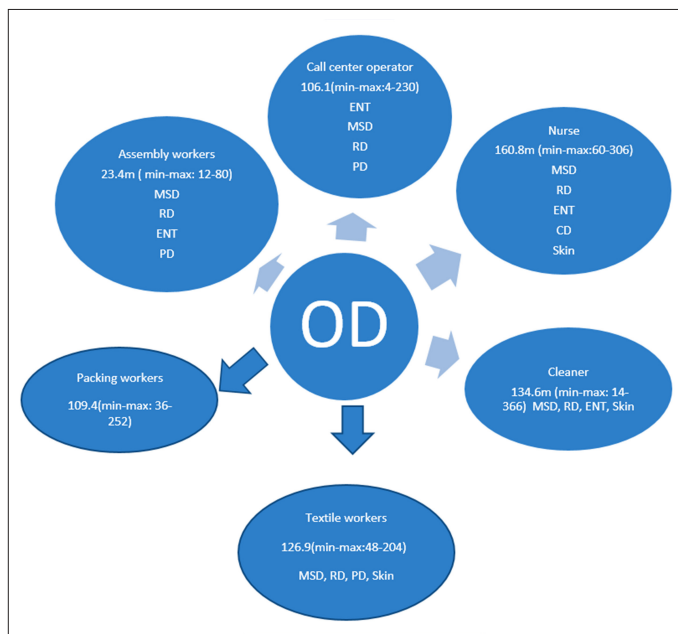 Call center operator
106.1(min-max:4-230)
ENT
MSD
RD
PD
Nurse
160.8m (min-max:60-306)
MSD
RD
ENT
CD
Skin
Assembly workers
23.4m ( min-max: 12-80)
MSD
RD
ENT
PD
OD
Packing workers
109.4(min-max: 36-
252)
Cleaner
134.6m (min-max: 14-
366)  MSD, RD, ENT, Skin
Textile workers
126.9(min-max:48-204)
MSD, RD, PD, Skin